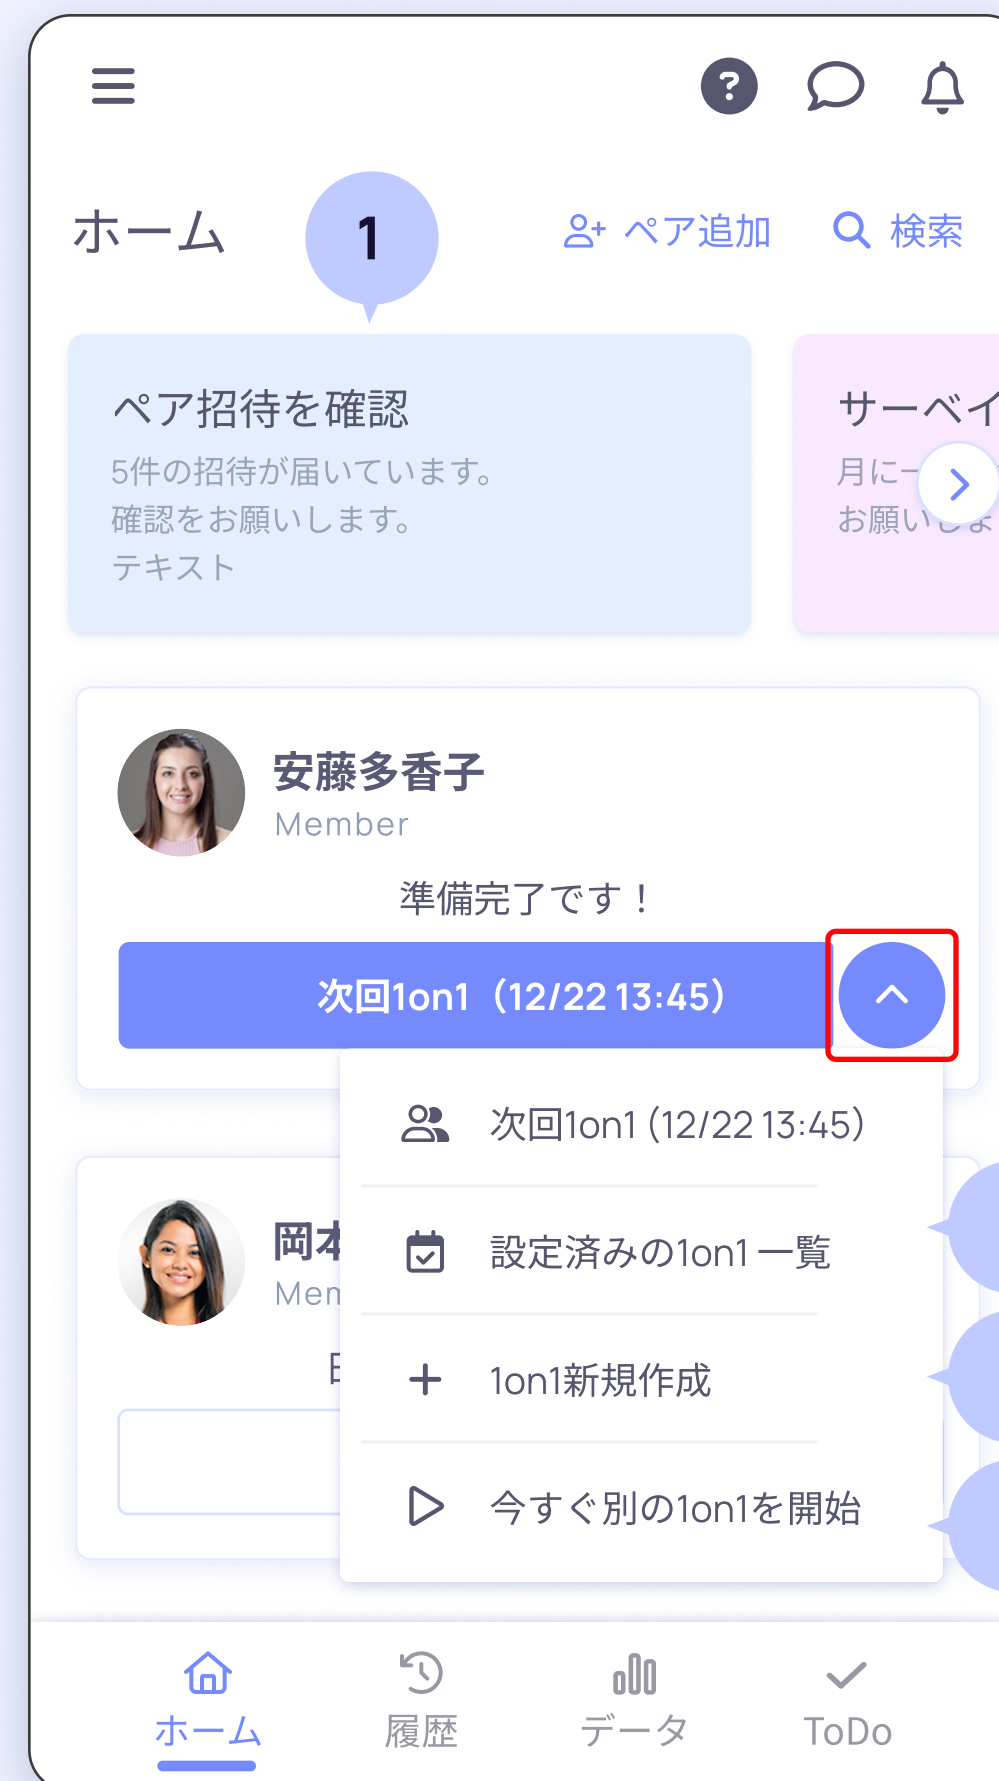 ホーム
1
ペア追加
検索
ペア招待を確認
5件の招待が届いています。
確認をお願いします。
テキスト
サーベイ
月に一
お願いしま
安藤多香子
Member
準備完了です！
次回1on1（12/22 13:45）
次回1on1 (12/22 13:45)
設定済みの1on1 一覧
1on1新規作成
今すぐ別の1on1を開始
岡本
Mem
ホーム
履歴
データ
ToDo